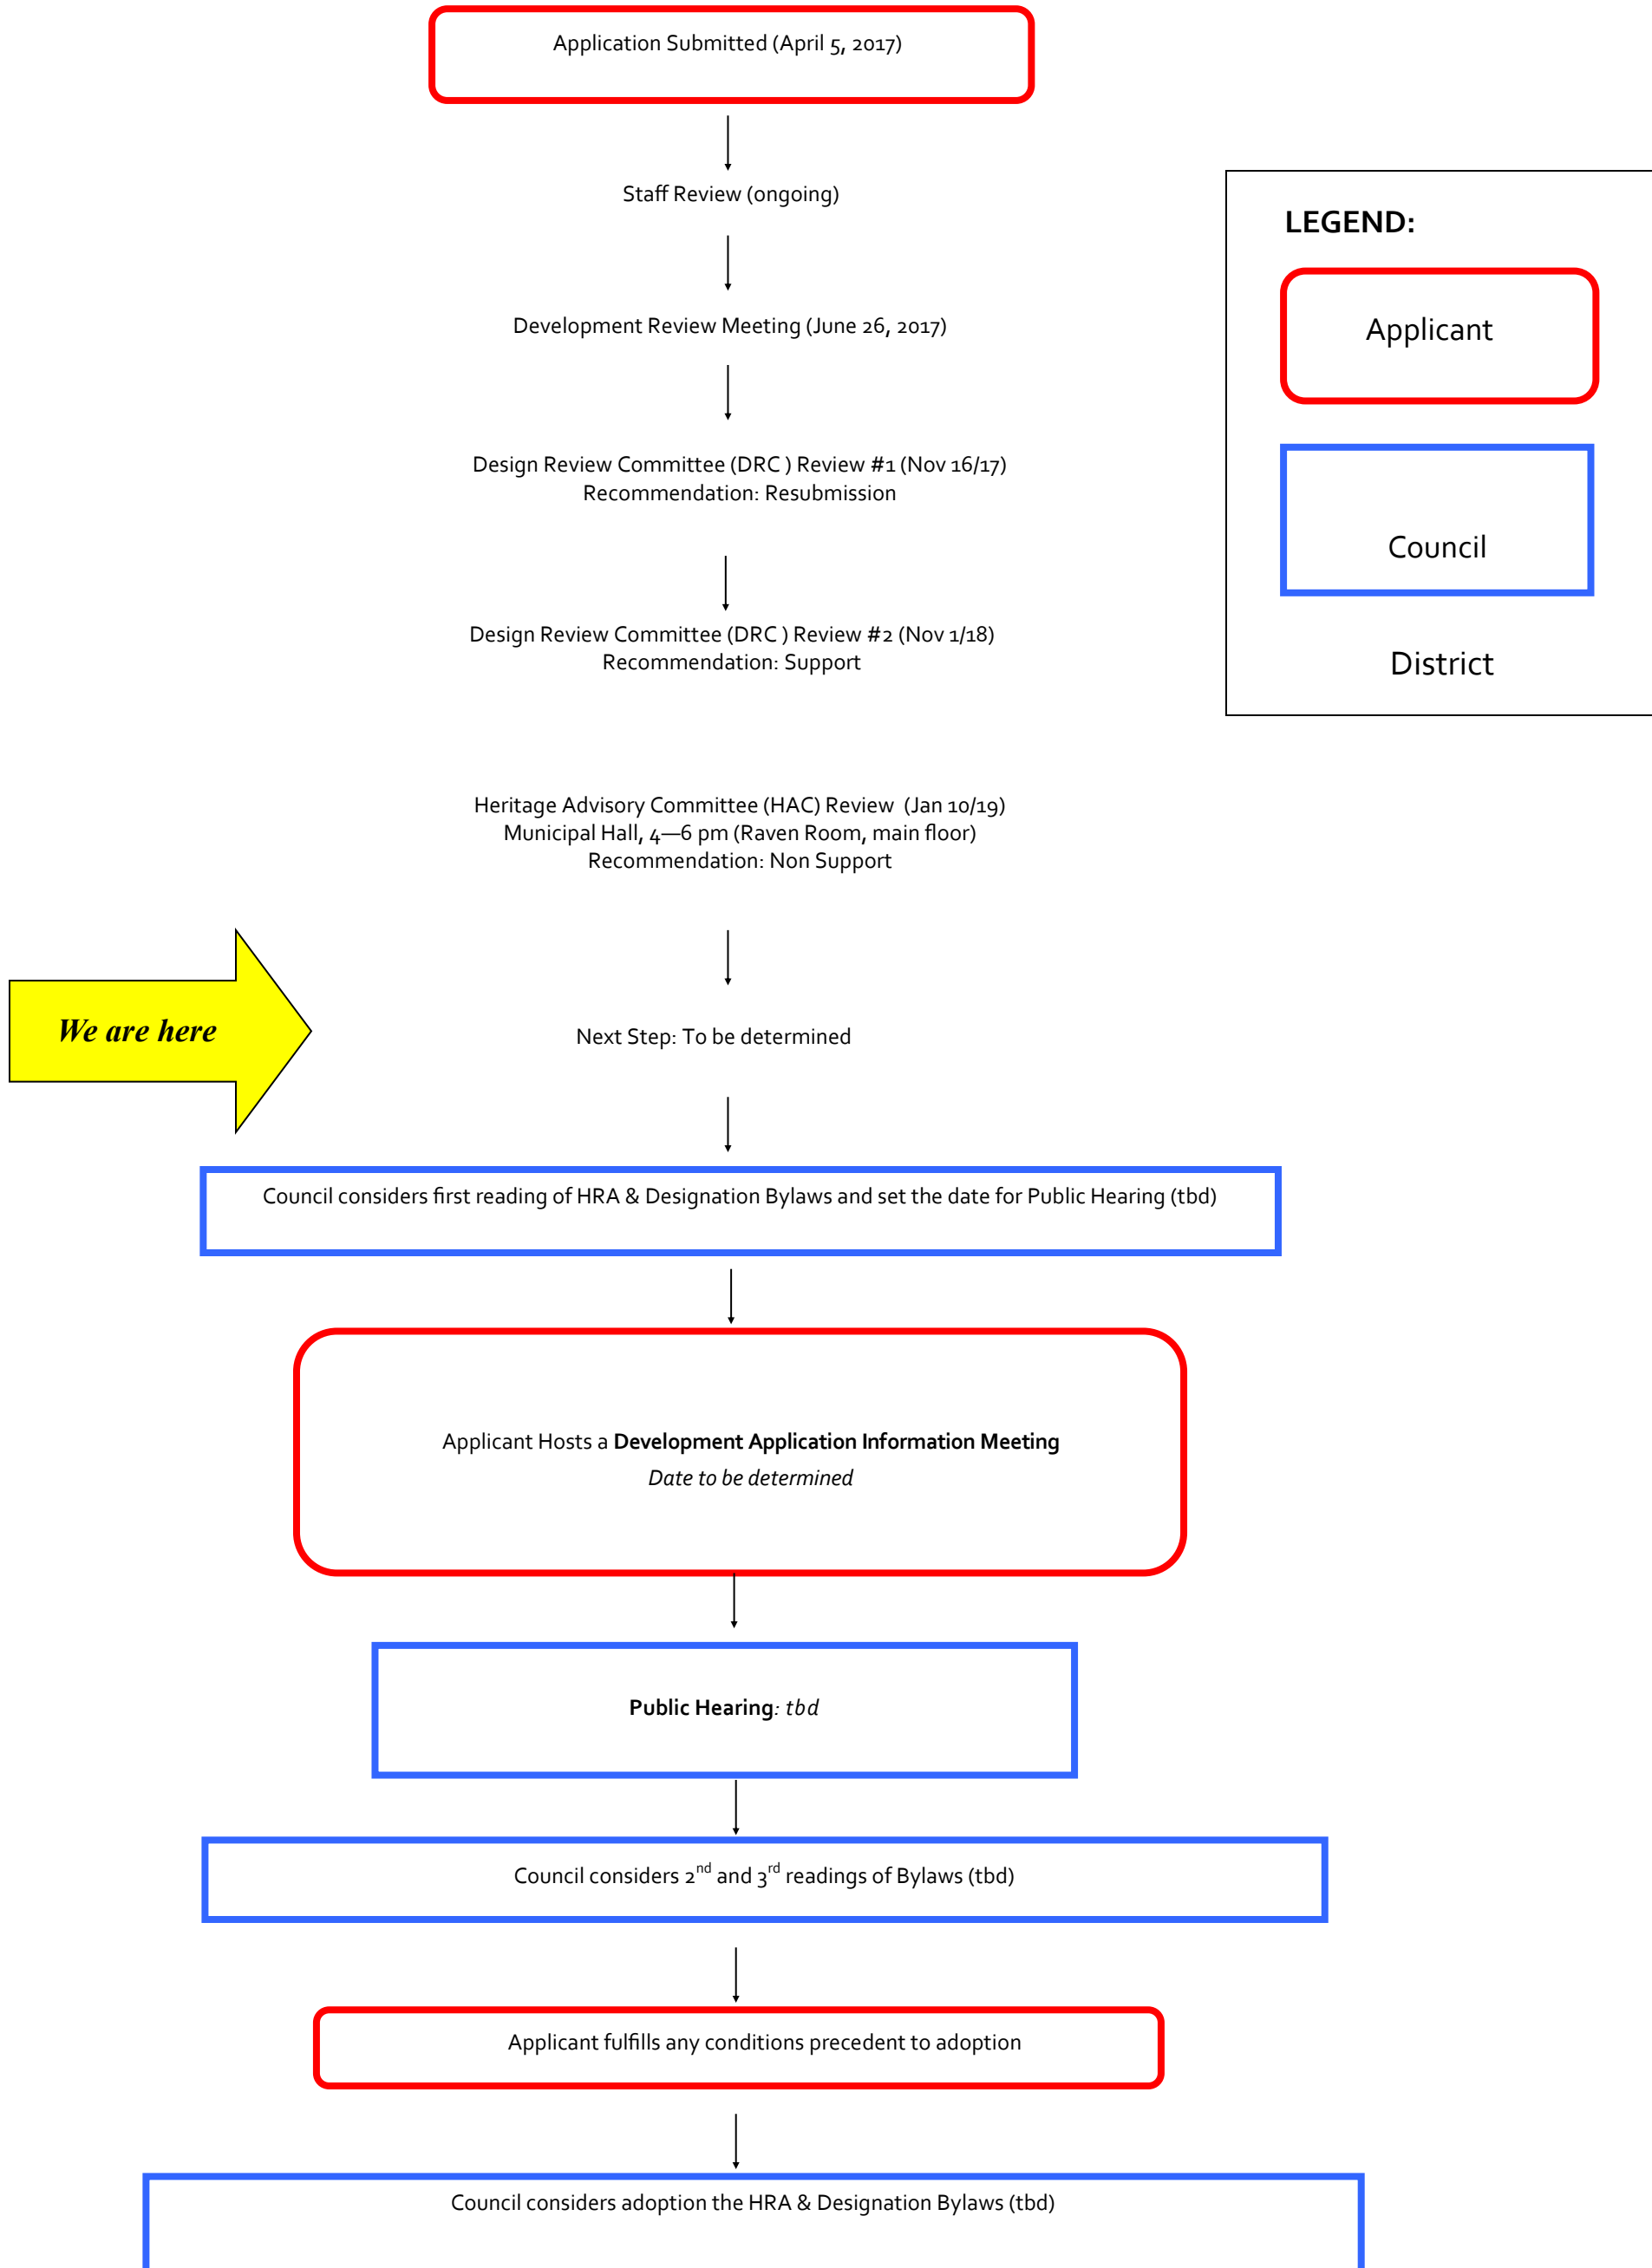 Application Submitted (April 5, 2017)
Staff Review (ongoing)
Development Review Meeting (June 26, 2017)
Design Review Committee (DRC ) Review #1 (Nov 16/17)
Recommendation: Resubmission
Design Review Committee (DRC ) Review #2 (Nov 1/18)
Recommendation: Support
Heritage Advisory Committee (HAC) Review  (Jan 10/19)
Municipal Hall, 4—6 pm (Raven Room, main floor)
Recommendation: Non Support
We are here
Next Step: To be determined
Council considers first reading of HRA & Designation Bylaws and set the date for Public Hearing (tbd)
Applicant Hosts a Development Application Information Meeting
Date to be determined
Public Hearing: tbd
Council considers 2nd and 3rd readings of Bylaws (tbd)
Applicant fulfills any conditions precedent to adoption
Council considers adoption the HRA & Designation Bylaws (tbd)
LEGEND:
Applicant
Council
District